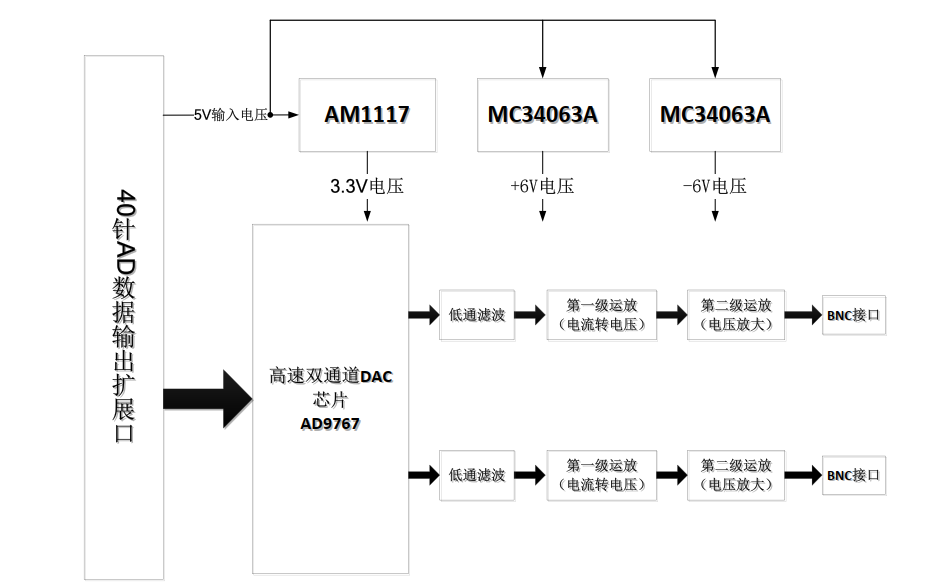 5V输入电压
AM1117
MC34063A
MC34063A
3.3V电压
+6V电压
-6V电压
40针AD数据输出扩展口
高速双通道DAC
芯片
AD9767
低通滤波
第一级运放
（电流转电压）
第二级运放
（电压放大）
BNC接口
低通滤波
第一级运放
（电流转电压）
第二级运放
（电压放大）
BNC接口